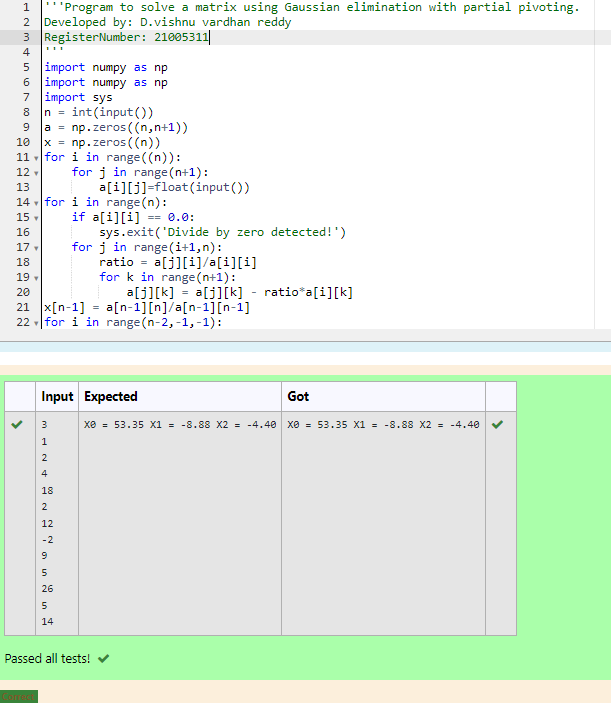 1 '''Program to solve a matrix using Gaussian elimination with partial pivoting.
2 Developed by: D.vishnu vardhan reddy
3 RegisterNumber: 21005311
4 '''
5 import numpy as np
6 import numpy as np
7 import sys
8 n = int(input())
9 a = np.zeros((n,n+1))
10 x = np.zeros((n))
11 for i in range((n)):
12 for j in range(n+1):
13 a[i][j]=float(input())
14 for i in range(n):
15 if a[i][i] == 0.0:
16 sys.exit('Divide by zero detected!')
17 for j in range(i+1,n):
18 ratio = a[j][i]/a[i][i]
19 for k in range(n+1):
20 a[j][k] = a[j][k] - ratio*a[i][k]
21 x[n-1] = a[n-1][n]/a[n-1][n-1]
22 for i in range(n-2,-1,-1):
Input Expected Got
3 X0 = 53.35 X1 = -8.88 X2 = -4.40 X0 = 53.35 X1 = -8.88 X2 = -4.40
1
2
4
18
2
12
-2
9
5
26
5
14
Passed all tests!